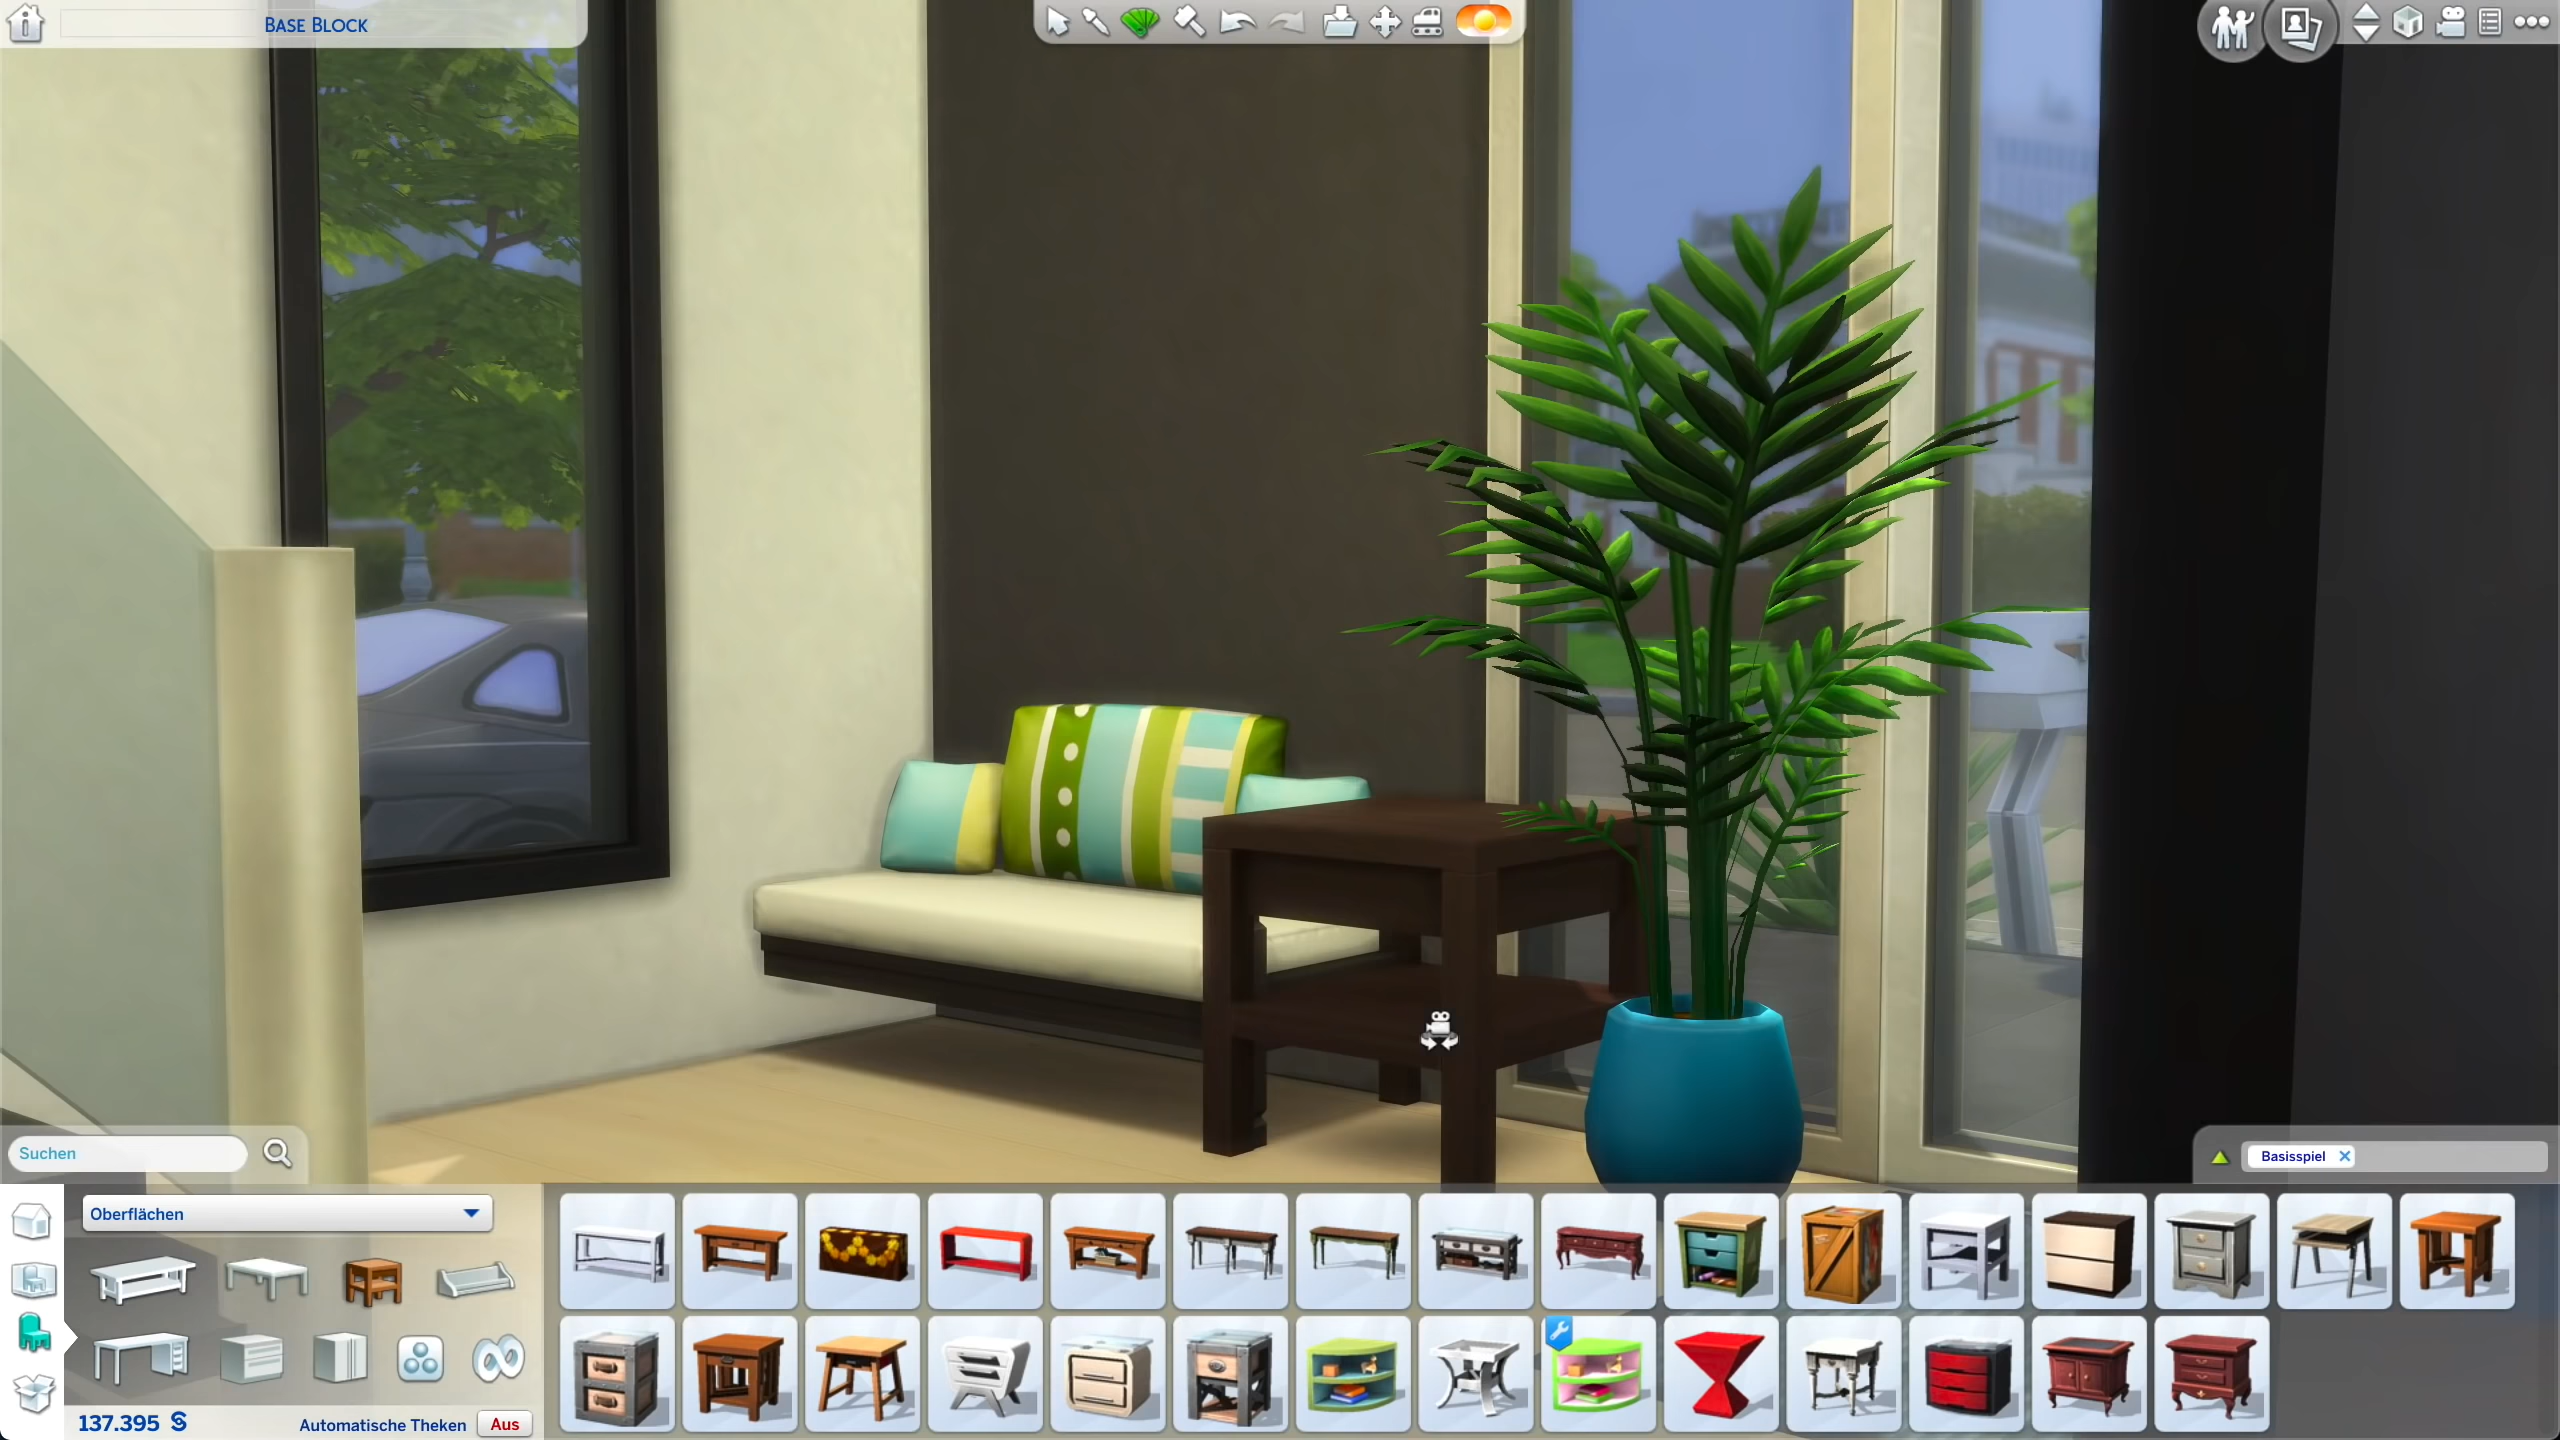 BASE BLOCK
Suchen
Basisspiel
Oberflächen
137.395
Automatische Theken
Aus